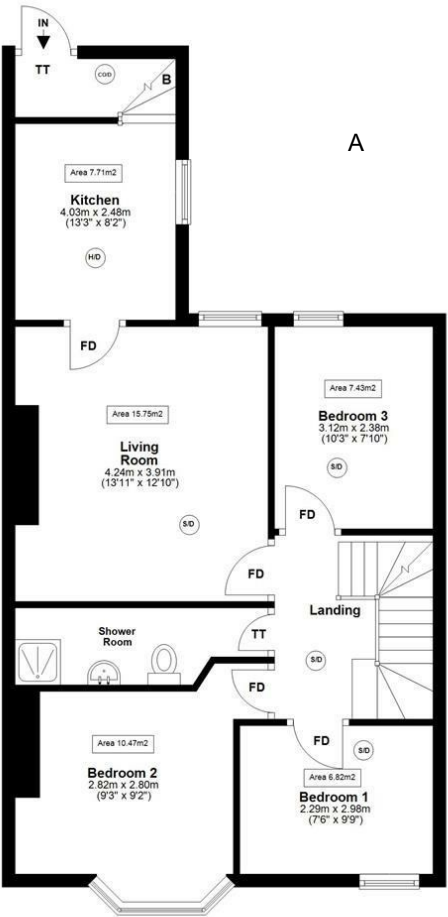 IN
TT
CO/D
B
A
Area 7.71m2
Kitchen
4.03m x 2.48m
(13'3" x 8'2")
H/D
FD
Area 15.75m2
Living
Room
4.24m x 3.91m
(13'11" x 12'10")
S/D
Area 7.43m2
Bedroom 3
3.12m x 2.38m
(10'3" x 7'10")
S/D
FD
FD
Landing
S/D
Shower
Room
TT
FD
Area 10.47m2
Bedroom 2
2.82m x 2.80m
(9'3" x 9'2")
FD
S/D
Area 6.82m2
Bedroom 1
2.29m x 2.98m
(7'6" x 9'9")